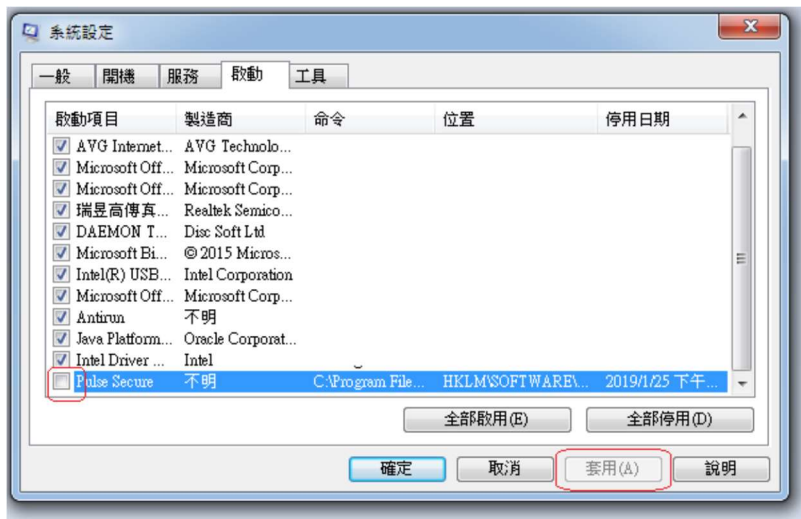 系統設定
一般 開機 服務 啟動 工具
啟動項目 製造商 命令 位置 停用日期
AVG Internet... AVG Technolo...
Microsoft Off... Microsoft Corp...
Microsoft Off... Microsoft Corp...
瑞昱高傳真... Realtek Semico...
DAEMON T... Disc Soft Ltd
Microsoft Bi... © 2015 Micros...
Intel(R) USB... Intel Corporation
Microsoft Off... Microsoft Corp...
Antirun 不明
Java Platform... Oracle Corporat...
Intel Driver ... Intel
Pulse Secure 不明 C:\Program File... HKLM\SOFTWARE\... 2019/1/25 下午...
全部啟用(E) 全部停用(D)
確定 取消 套用(A) 說明